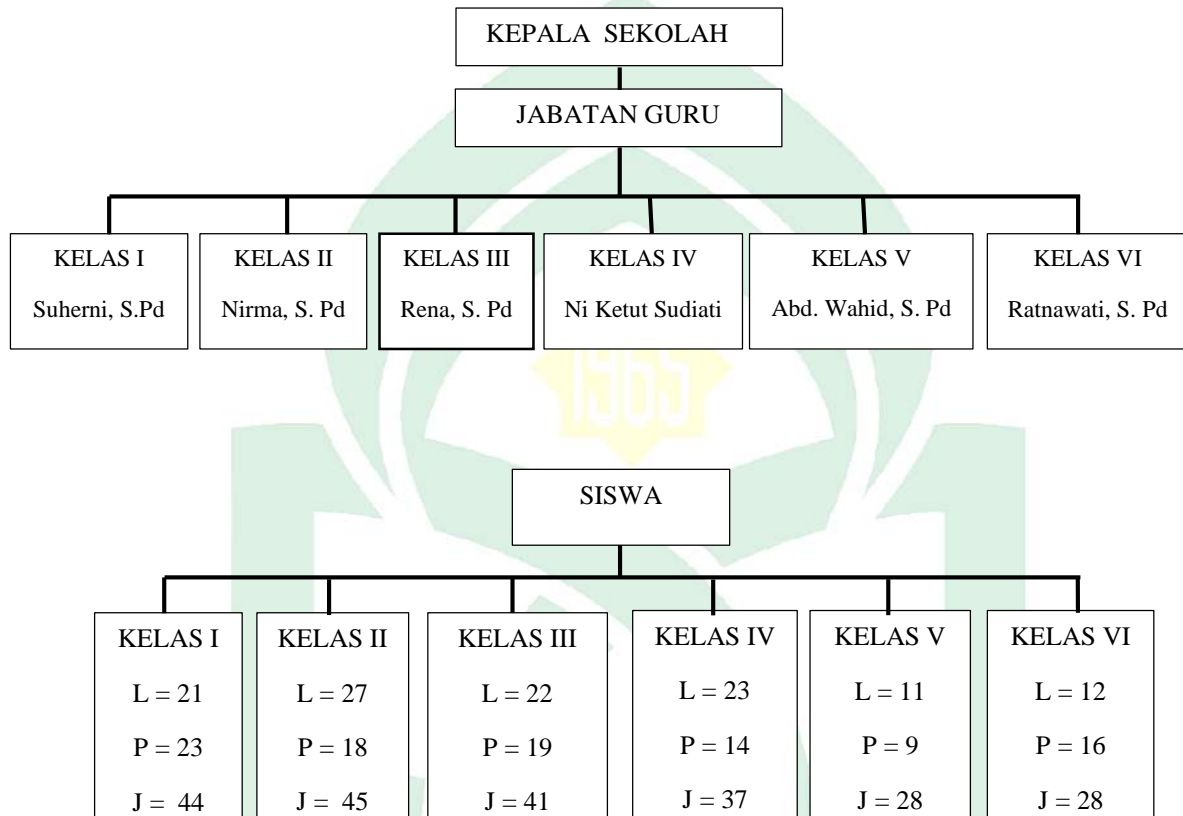 KEPALA SEKOLAH
JABATAN GURU
KELAS I
Suherni, S.Pd
KELAS II
Nirma, S. Pd
KELAS III
Rena, S. Pd
KELAS IV
Ni Ketut Sudiati
KELAS V
Abd. Wahid, S. Pd
KELAS VI
Ratnawati, S. Pd
1965
SISWA
KELAS I
L = 21
P = 23
J = 44
KELAS II
L = 27
P = 18
J = 45
KELAS III
L = 22
P = 19
J = 41
KELAS IV
L = 23
P = 14
J = 37
KELAS V
L = 11
P = 9
J = 28
KELAS VI
L = 12
P = 16
J = 28